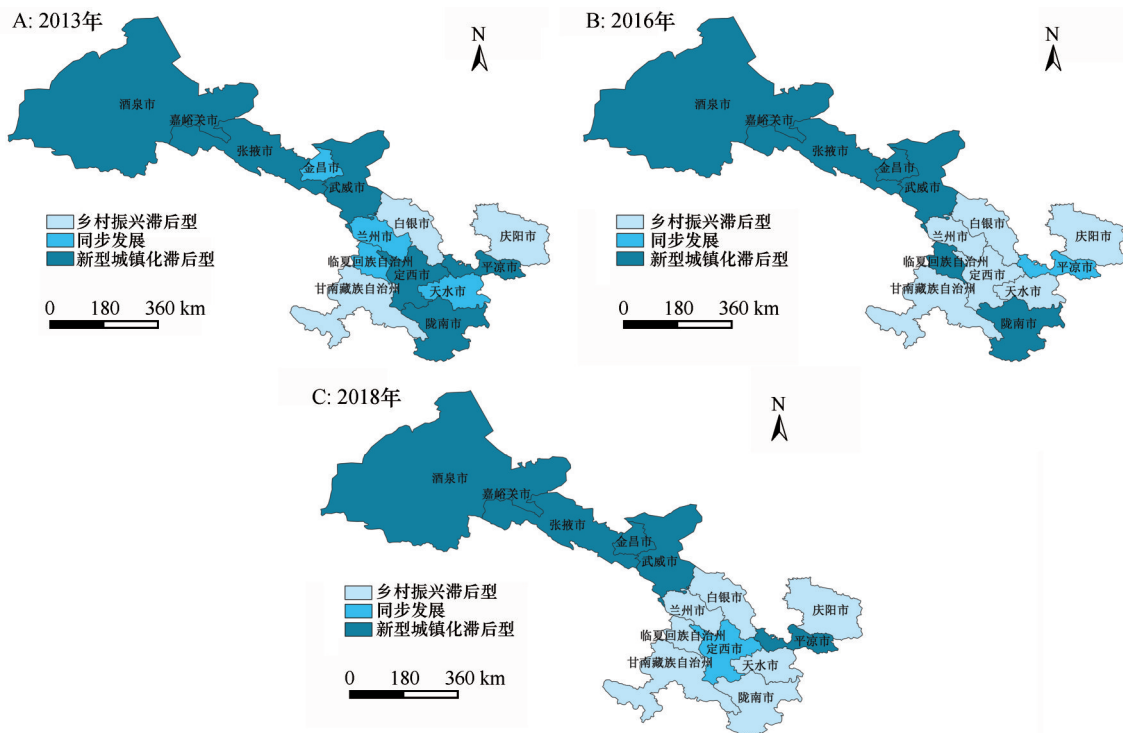 A: 2013年
N
酒泉市
嘉峪关市
张掖市
金昌市
武威市
白银市
兰州市
庆阳市
临夏回族自治州
定西市
平凉市
甘南藏族自治州
天水市
陇南市
乡村振兴滞后型
同步发展
新型城镇化滞后型
0 180 360 km
B: 2016年
N
酒泉市
嘉峪关市
张掖市
金昌市
武威市
白银市
兰州市
庆阳市
临夏回族自治州
定西市
平凉市
甘南藏族自治州
天水市
陇南市
乡村振兴滞后型
同步发展
新型城镇化滞后型
0 180 360 km
C: 2018年
N
酒泉市
嘉峪关市
张掖市
金昌市
武威市
白银市
兰州市
庆阳市
临夏回族自治州
定西市
平凉市
甘南藏族自治州
天水市
陇南市
乡村振兴滞后型
同步发展
新型城镇化滞后型
0 180 360 km